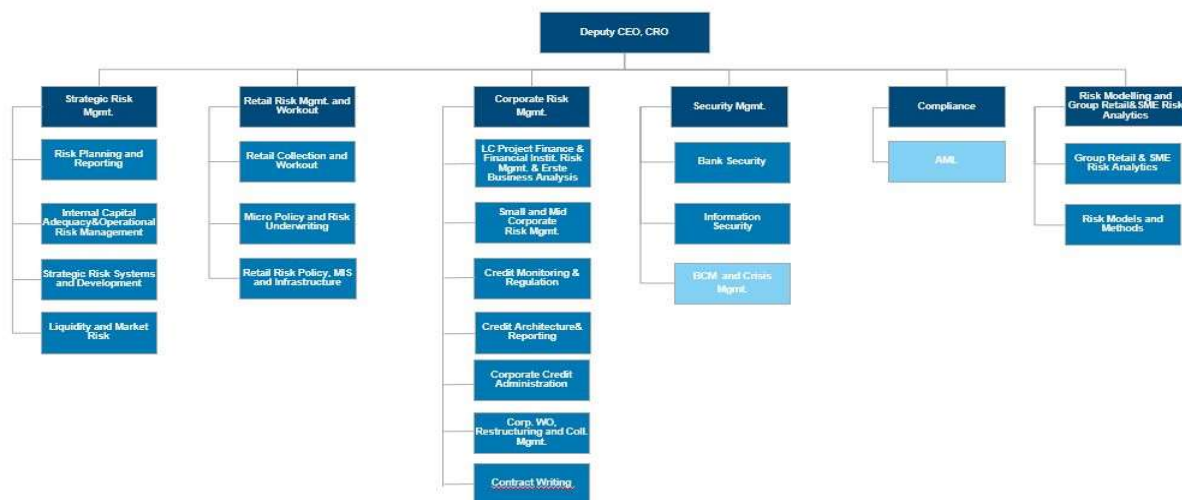 Deputy CEO, CRO
Strategic Risk
Mgmt.
Risk Planning and
Reporting
Internal Capital
Adequacy&Operational
Risk Management
Strategic Risk Systems
and Development
Liquidity and Market
Risk
Retail Risk Mgmt. and
Workout
Retail Collection and
Workout
Micro Policy and Risk
Underwriting
Retail Risk Policy, MIS
and Infrastructure
Corporate Risk
Mgmt.
LC Project Finance &
Financial Instit. Risk
Mgmt. & Erste
Business Analysis
Small and Mid
Corporate
Risk Mgmt.
Credit Monitoring &
Regulation
Credit Architecture&
Reporting
Corporate Credit
Administration
Corp. WO,
Restructuring and Coll.
Mgmt.
Contract Writing
Security Mgmt.
Bank Security
Information
Security
BCM and Crisis
Mgmt.
Compliance
AML
Risk Modelling and
Group Retail&SME Risk
Analytics
Group Retail & SME
Risk Analytics
Risk Models and
Methods